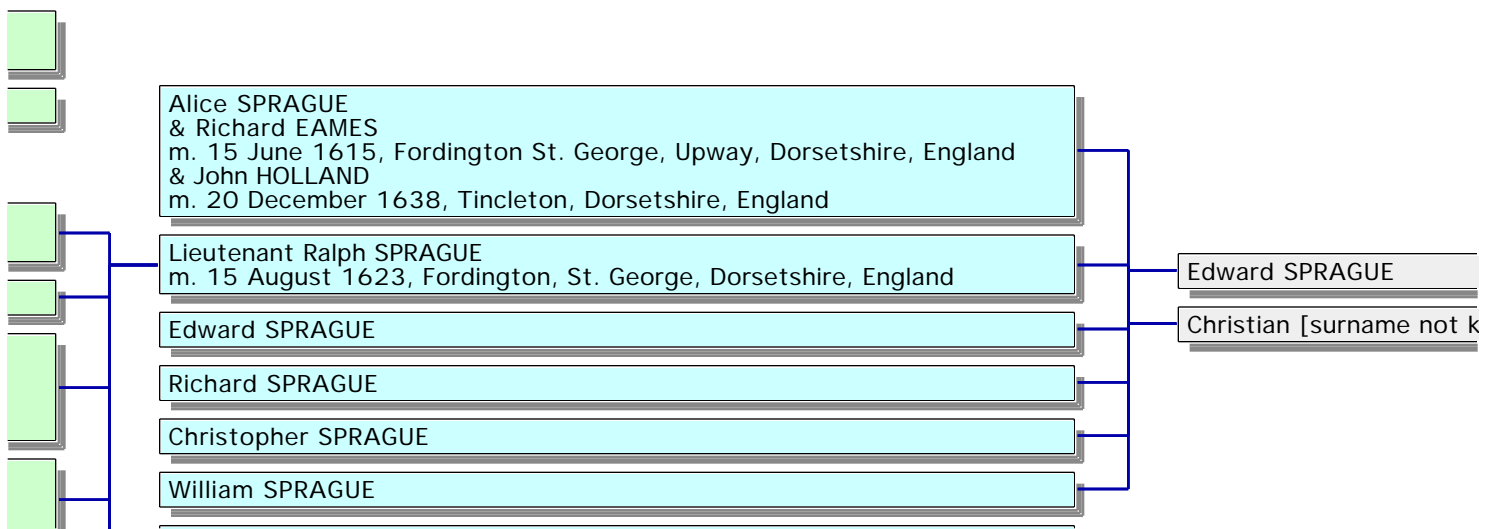 Alice SPRAGUE
& Richard EAMES
m. 15 June 1615, Fordington St. George, Upway, Dorsetshire, England
& John HOLLAND
m. 20 December 1638, Tincleton, Dorsetshire, England
Lieutenant Ralph SPRAGUE
m. 15 August 1623, Fordington, St. George, Dorsetshire, England
Edward SPRAGUE
Richard SPRAGUE
Christopher SPRAGUE
William SPRAGUE
Edward SPRAGUE
Christian [surname not k